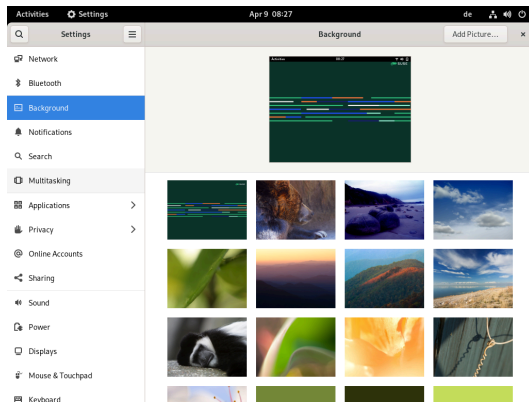 Activities Settings Apr 9 08:27 de
Settings Background Add Picture...
Network
Bluetooth
Background
Notifications
Search
Multitasking
Applications
Privacy
Online Accounts
Sharing
Sound
Power
Displays
Mouse & Touchpad
Keyboard